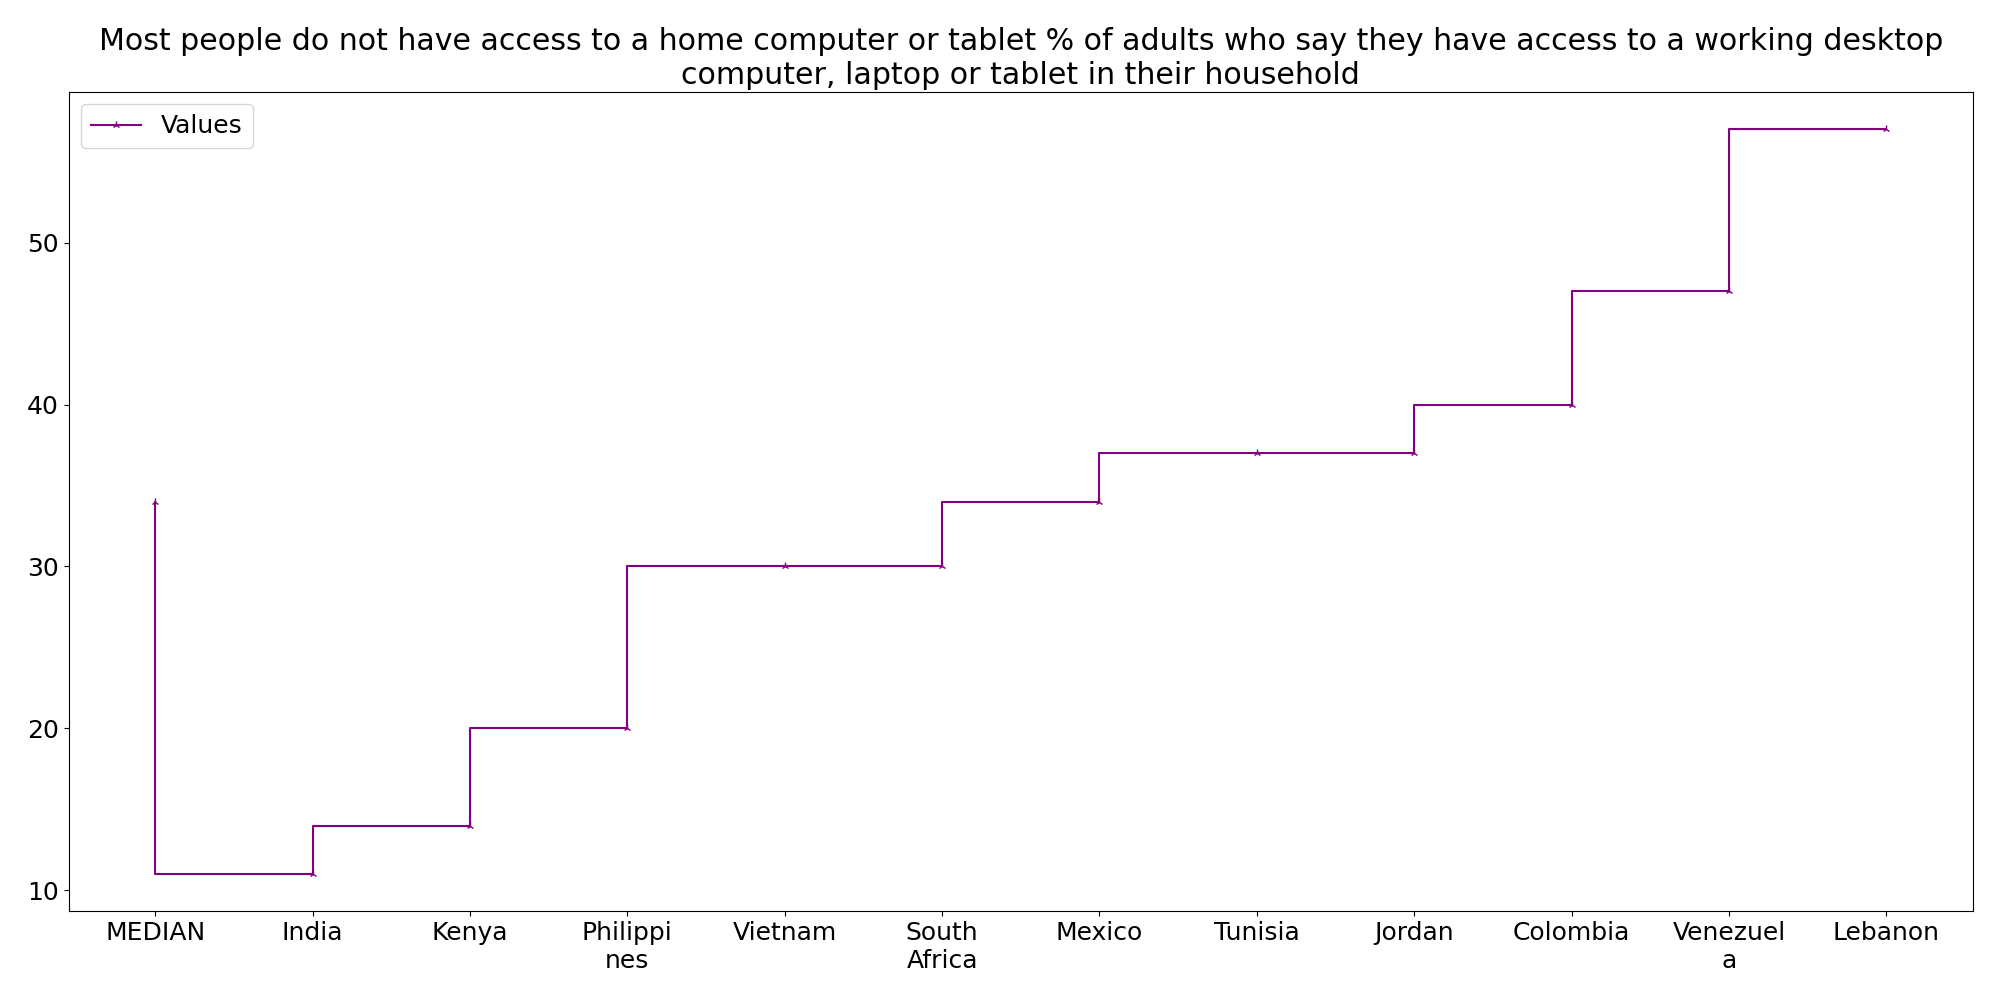 Most people do not have access to a home computer or tablet % of adults who say they have access to a working desktop
computer, laptop or tablet in their household
Values
50
40
30
20
10
MEDIAN India Kenya Philippi Vietnam South Mexico Tunisia Jordan Colombia Venezuel Lebanon
nes Africa a